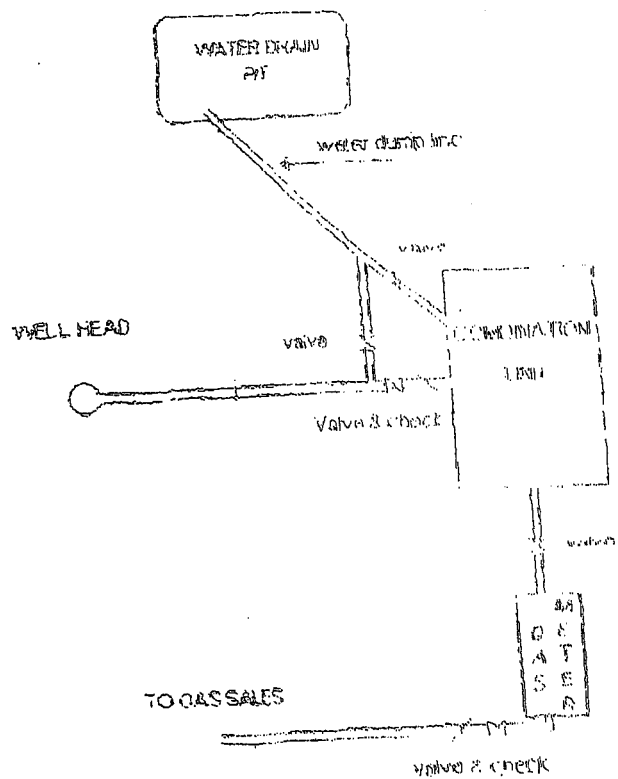 WATER DRAIN
PIT
water dump line
valve
WELL HEAD
valve
COMBINATION
UNIT
Valve & check
GAS
METER
TO GAS SALES
Valve & check